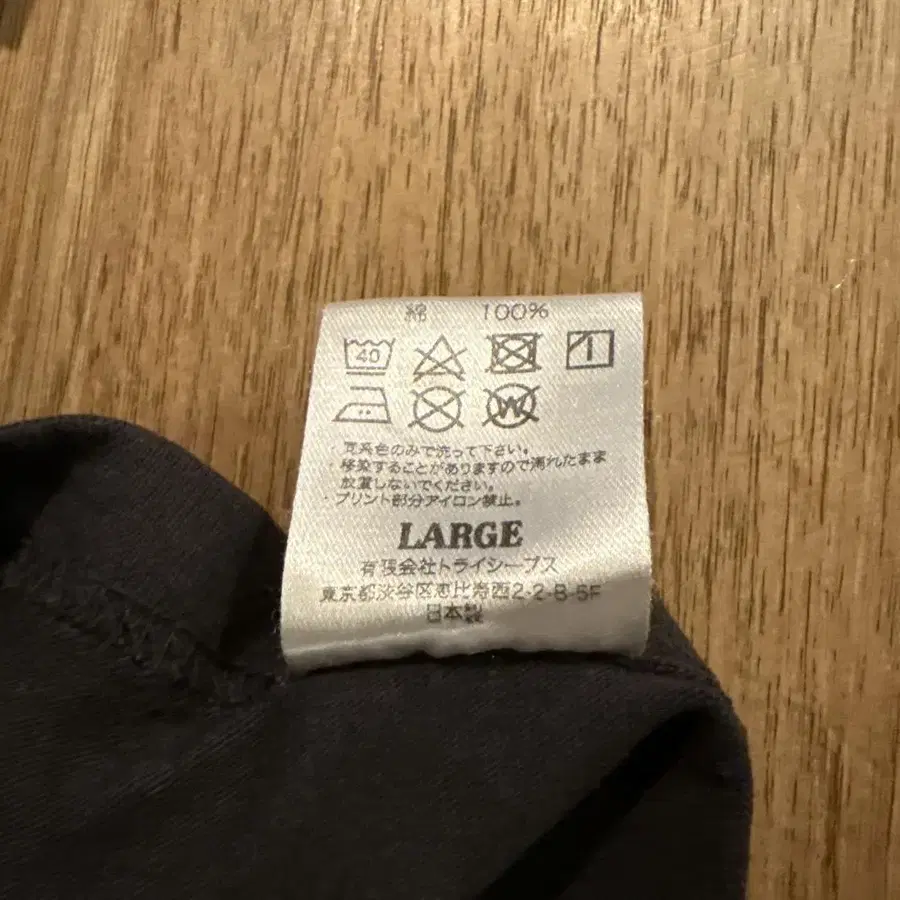 綿 100%
40
W
・同系色のみで洗って下さい。
・移染することがありますので濡れたまま
放置しないでください。
・プリント部分アイロン禁止。
LARGE
有限会社トライシープス
東京都渋谷区恵比寿西2-2-8-5F
日本製